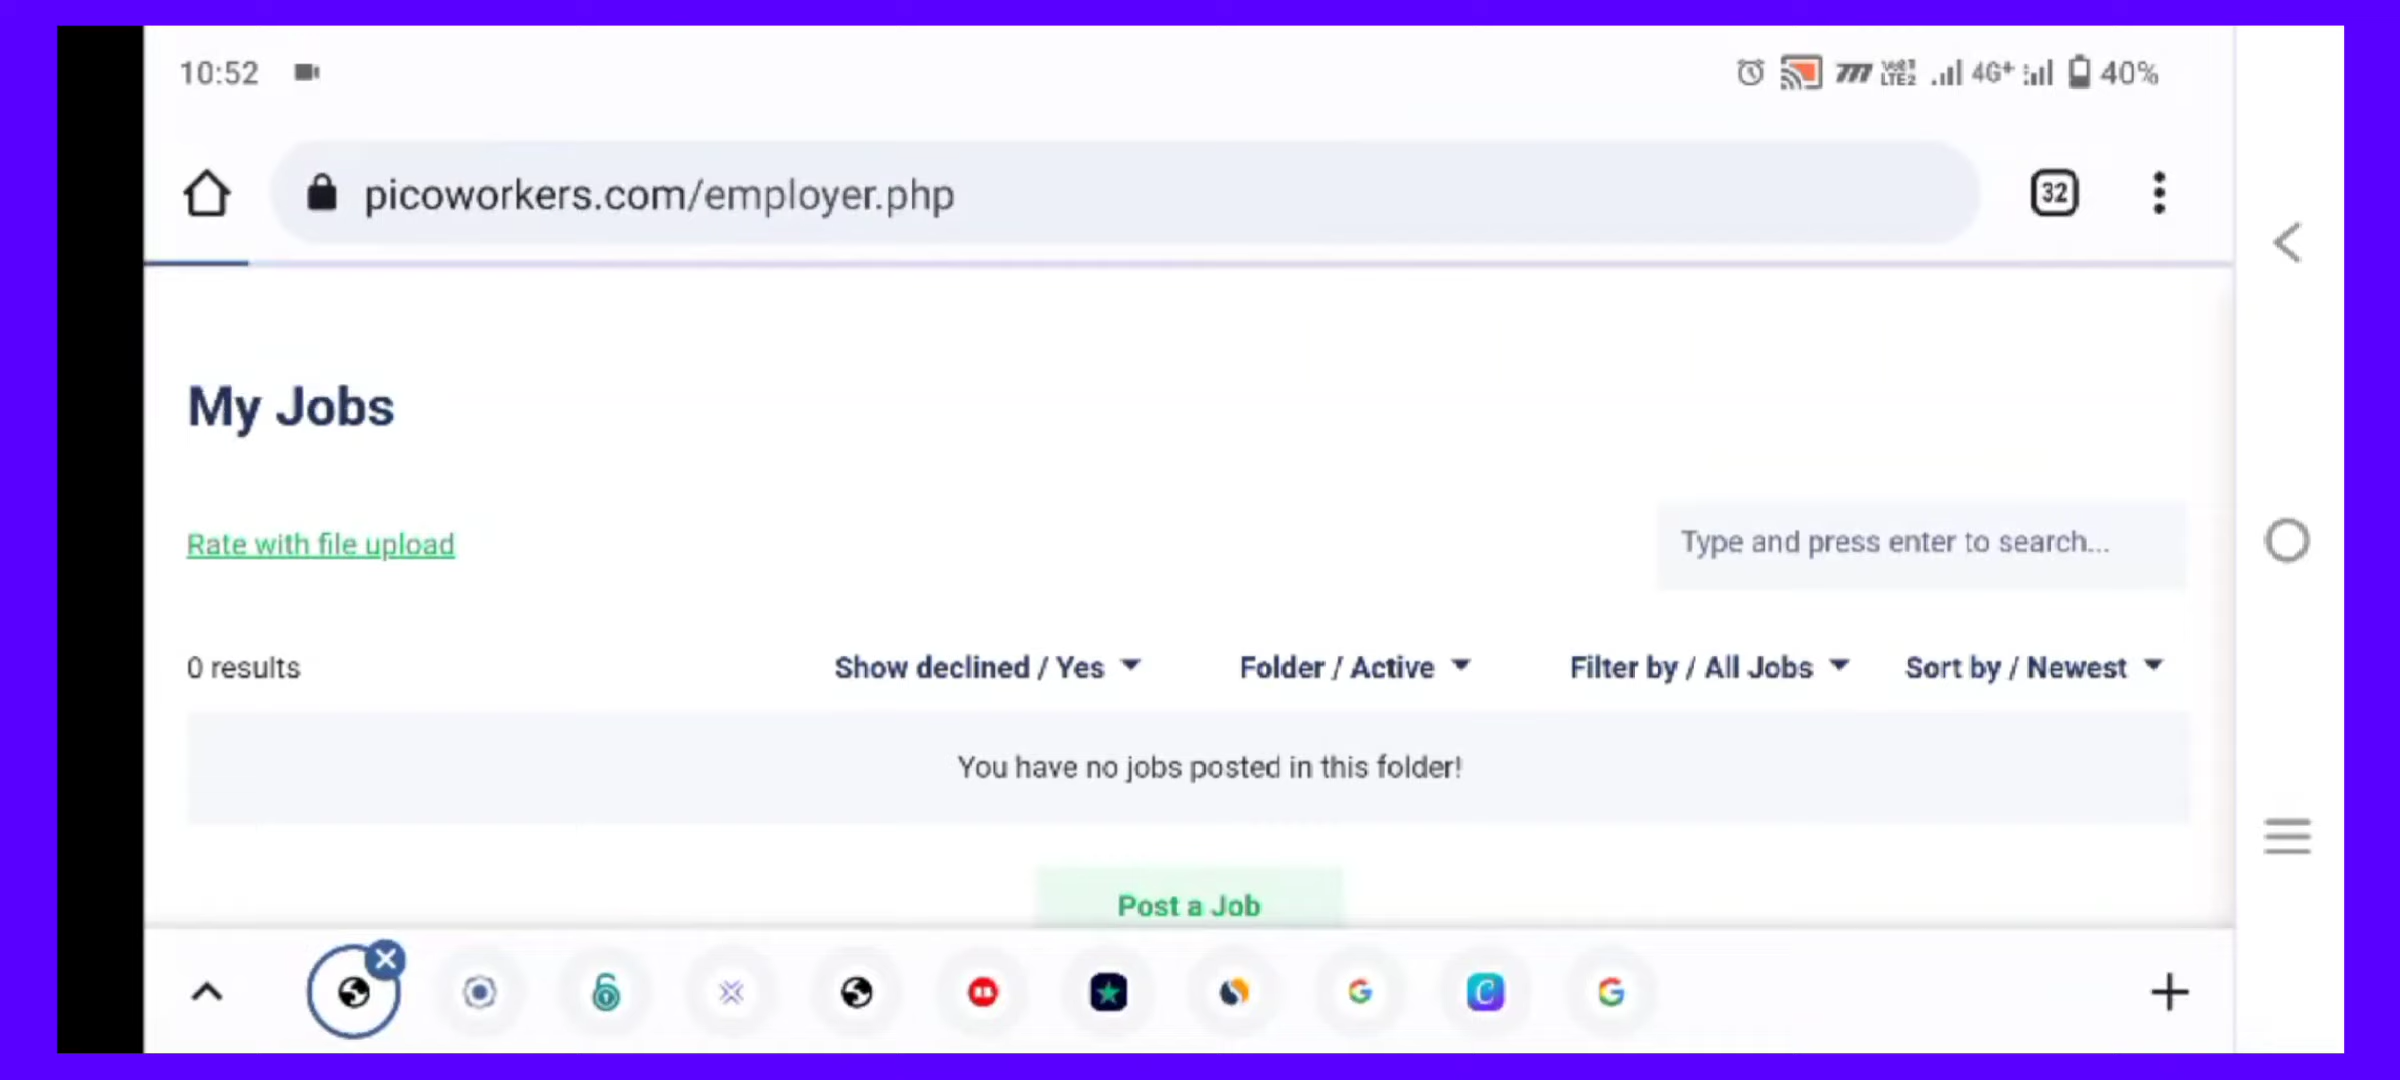 10:52 4G+ 40%
picoworkers.com/employer.php 32
My Jobs
Rate with file upload
Type and press enter to search...
0 results Show declined / Yes Folder / Active Filter by / All Jobs Sort by / Newest
You have no jobs posted in this folder!
Post a Job